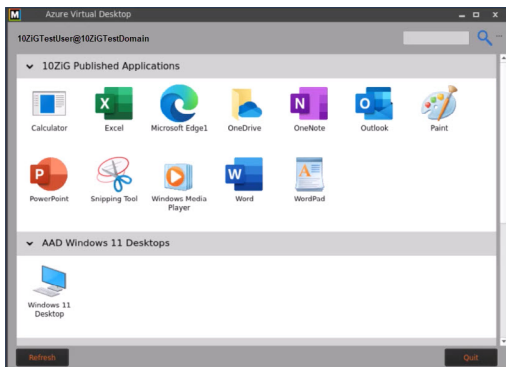 M Azure Virtual Desktop
10ZiGTestUser@10ZiGTestDomain
10ZiG Published Applications
Calculator Excel Microsoft Edge1 OneDrive OneNote Outlook Paint
PowerPoint Snipping Tool Windows Media Player Word WordPad
AAD Windows 11 Desktops
Windows 11
Desktop
Refresh Quit